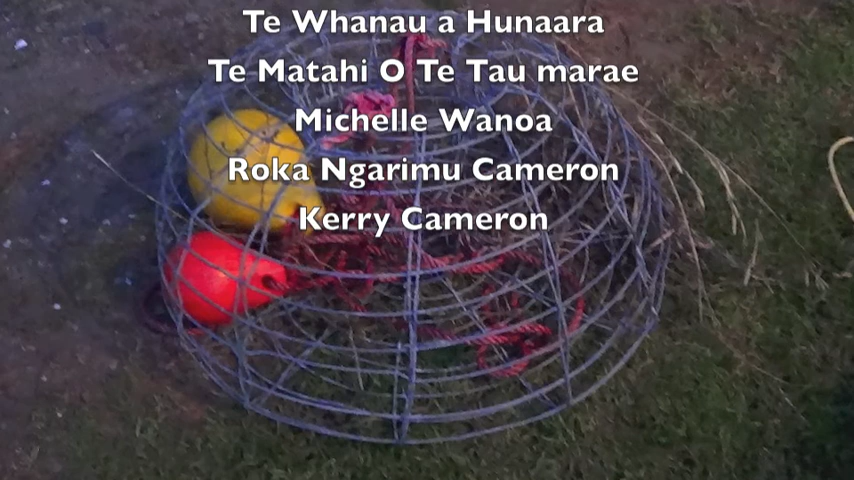 Te Whanau a Hunaara
Te Matahi O Te Tau marae
Michelle Wanoa
Roka Ngarimu Cameron
Kerry Cameron